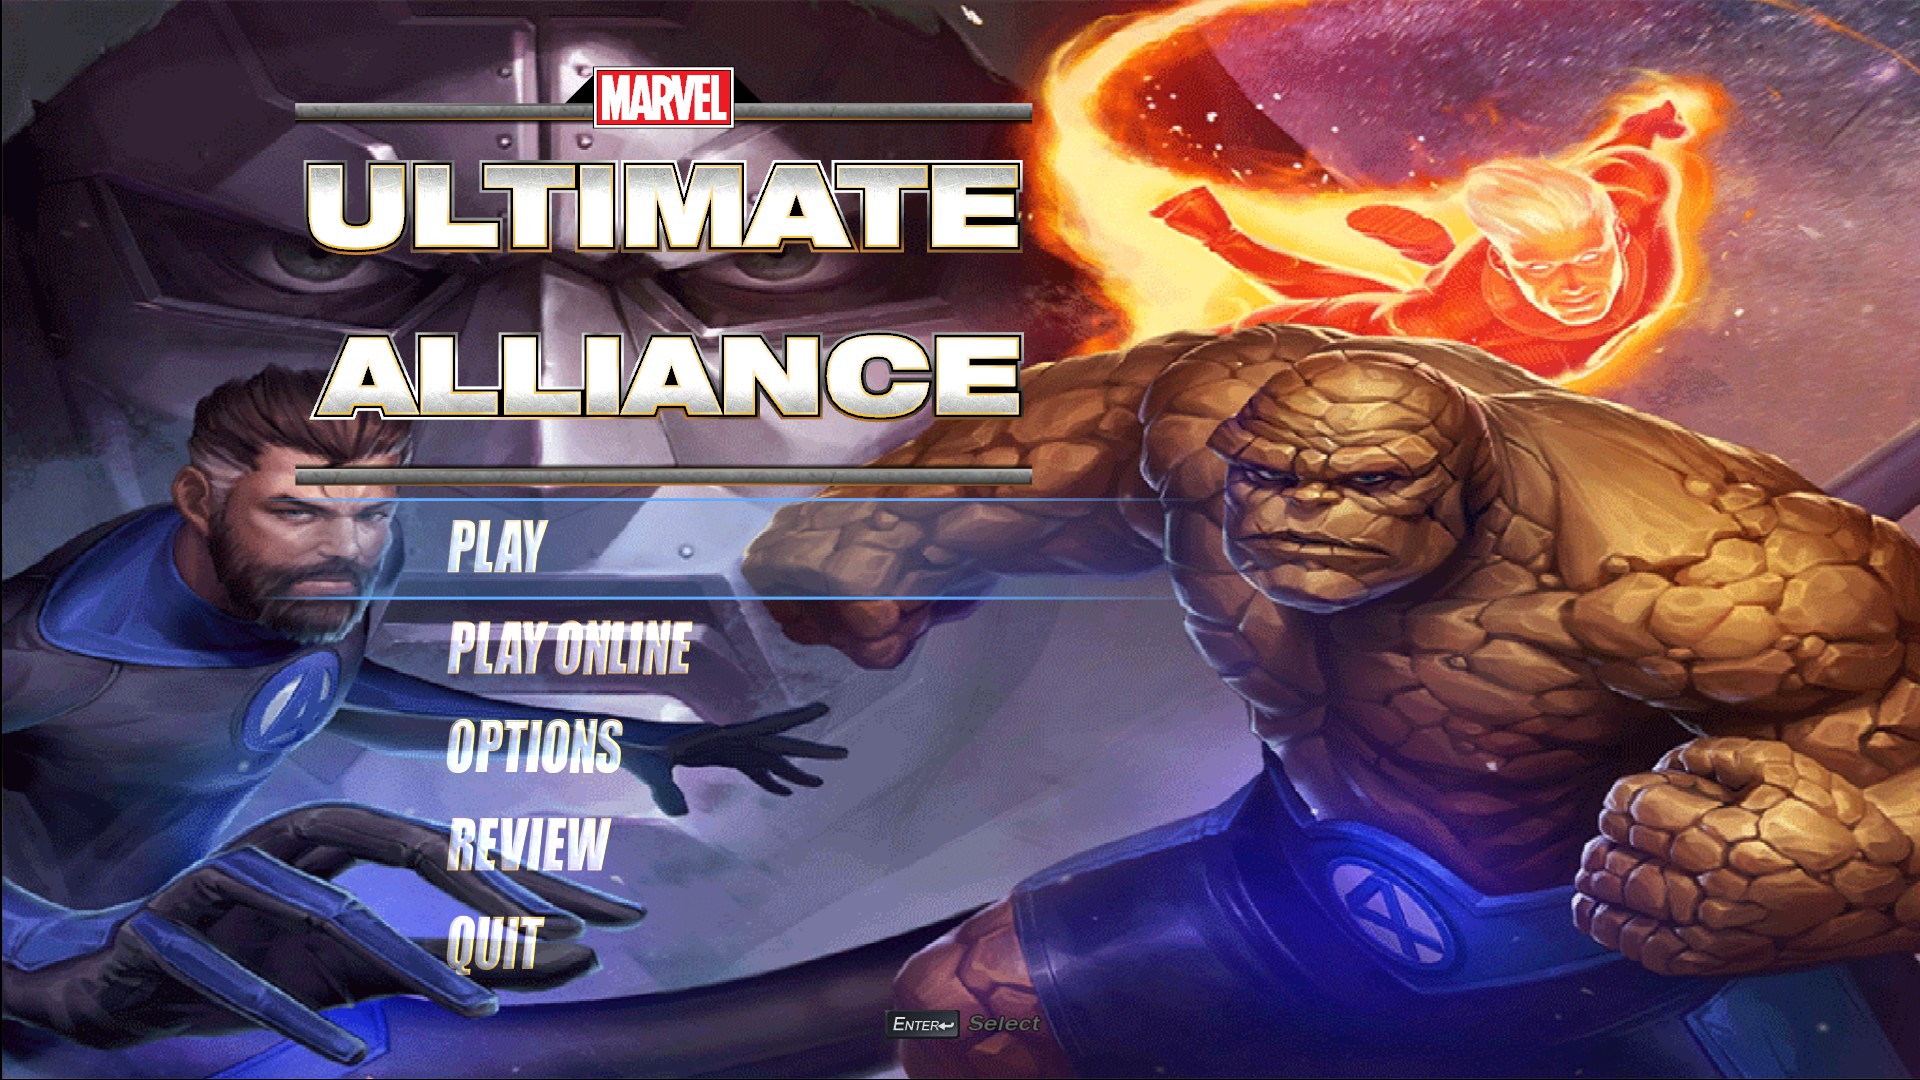 MARVEL
ULTIMATE
ALLIANCE
PLAY
PLAY ONLINE
OPTIONS
REVIEW
QUIT
ENTER Select